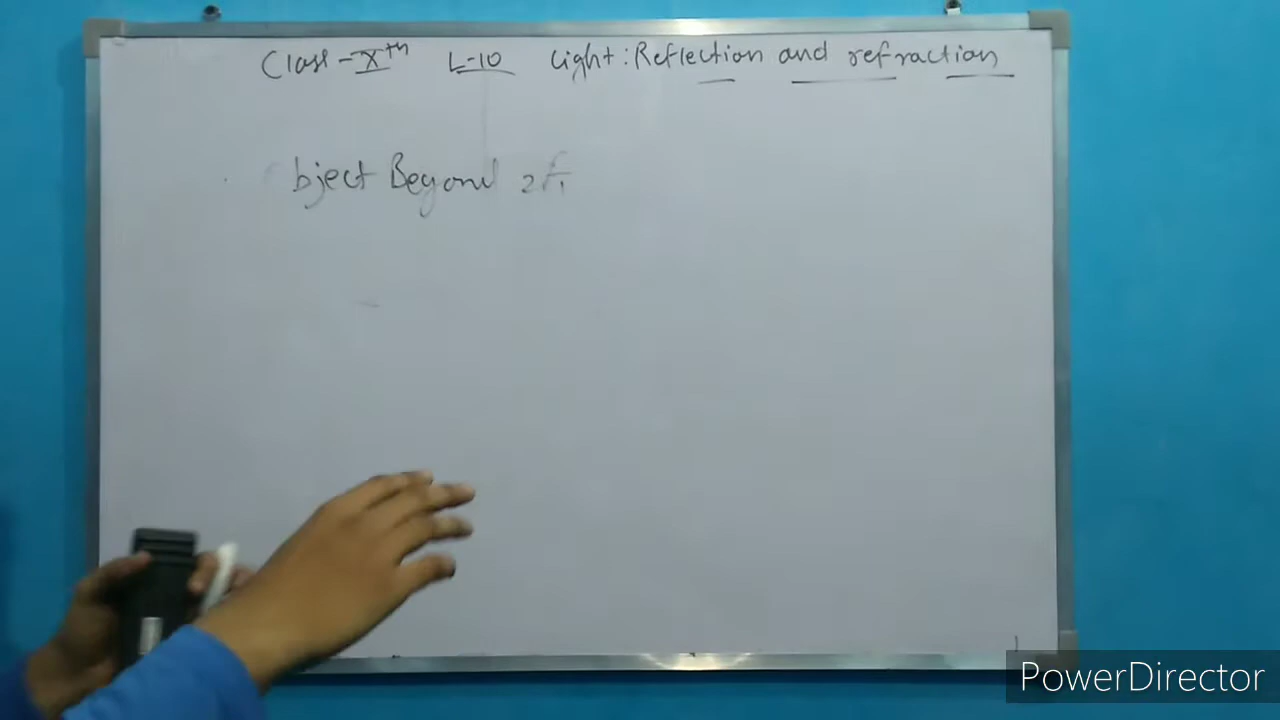 Class-Xth L-10 Light:Reflection and refraction
bject Beyond 2F1
PowerDirector